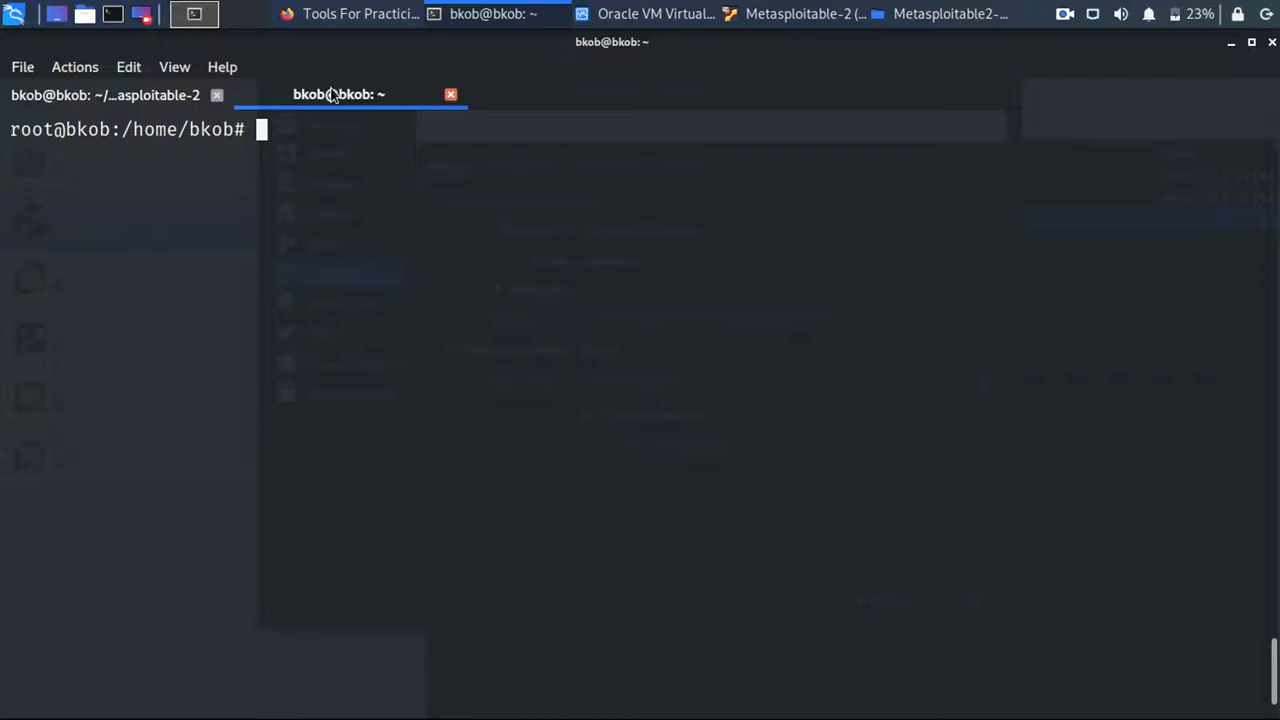 Tools For Practici...
bkob@bkob: ~
Oracle VM Virtual...
Metasploitable-2 (...
Metasploitable2-...
23%
bkob@bkob: ~
File Actions Edit View Help
bkob@bkob: ~/...asploitable-2
bkob@bkob: ~
root@bkob:/home/bkob#